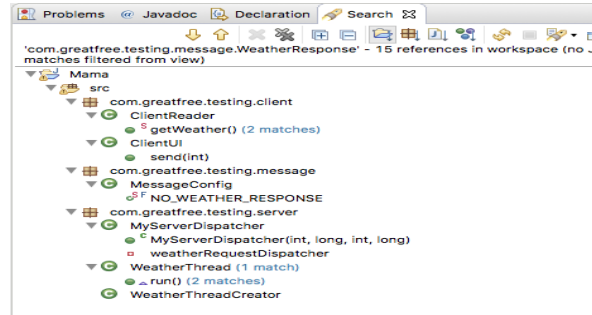 Problems @ Javadoc Declaration Search
'com.greatfree.testing.message.WeatherResponse' - 15 references in workspace (no
matches filtered from view)
Mama
src
com.greatfree.testing.client
ClientReader
S getWeather() (2 matches)
ClientUI
send(int)
com.greatfree.testing.message
MessageConfig
S F NO_WEATHER_RESPONSE
com.greatfree.testing.server
MyServerDispatcher
C MyServerDispatcher(int, long, int, long)
weatherRequestDispatcher
WeatherThread (1 match)
run() (2 matches)
WeatherThreadCreator